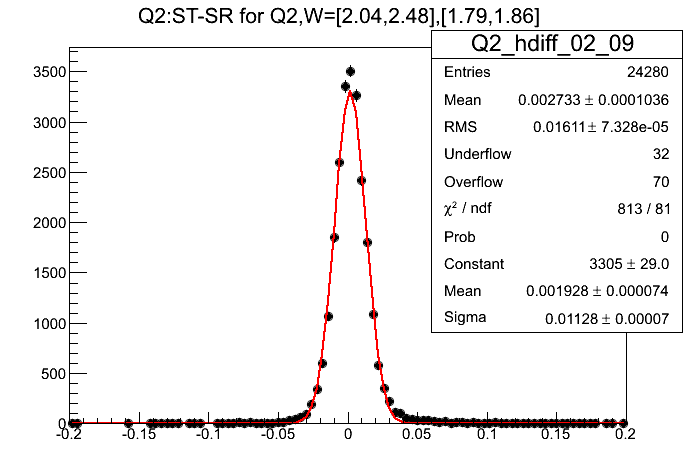 Q2:ST-SR for Q2,W=[2.04,2.48],[1.79,1.86]
Q2_hdiff_02_09
Entries 24280
Mean 0.002733 ± 0.0001036
RMS 0.01611 ± 7.328e-05
Underflow 32
Overflow 70
χ² / ndf 813 / 81
Prob 0
Constant 3305 ± 29.0
Mean 0.001928 ± 0.000074
Sigma 0.01128 ± 0.00007
3500
3000
2500
2000
1500
1000
500
0
-0.2 -0.15 -0.1 -0.05 0 0.05 0.1 0.15 0.2